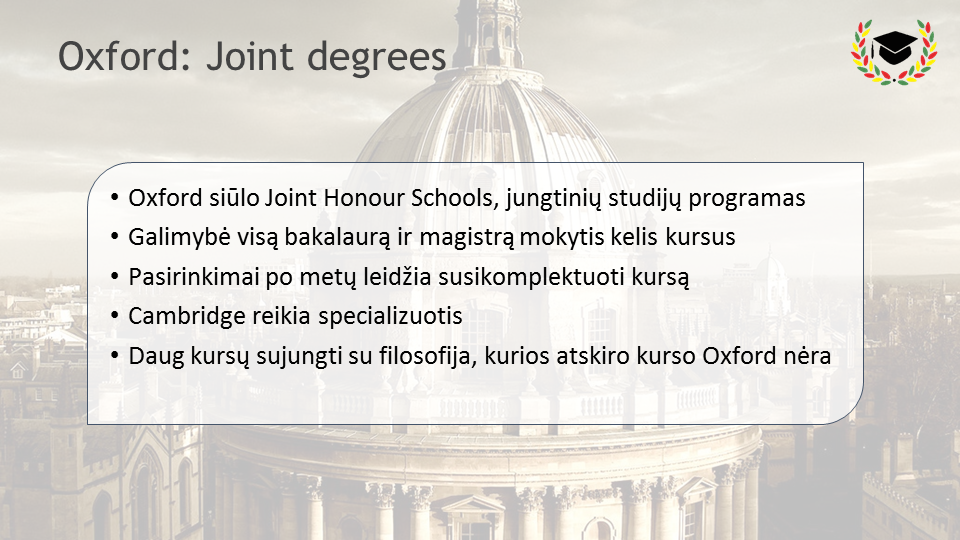 Oxford: Joint degrees
• Oxford siūlo Joint Honour Schools, jungtinių studijų programas
• Galimybė visą bakalaurą ir magistrą mokytis kelis kursus
• Pasirinkimai po metų leidžia susikomplektuoti kursą
• Cambridge reikia specializuotis
• Daug kursų sujungti su filosofija, kurios atskiro kurso Oxford nėra